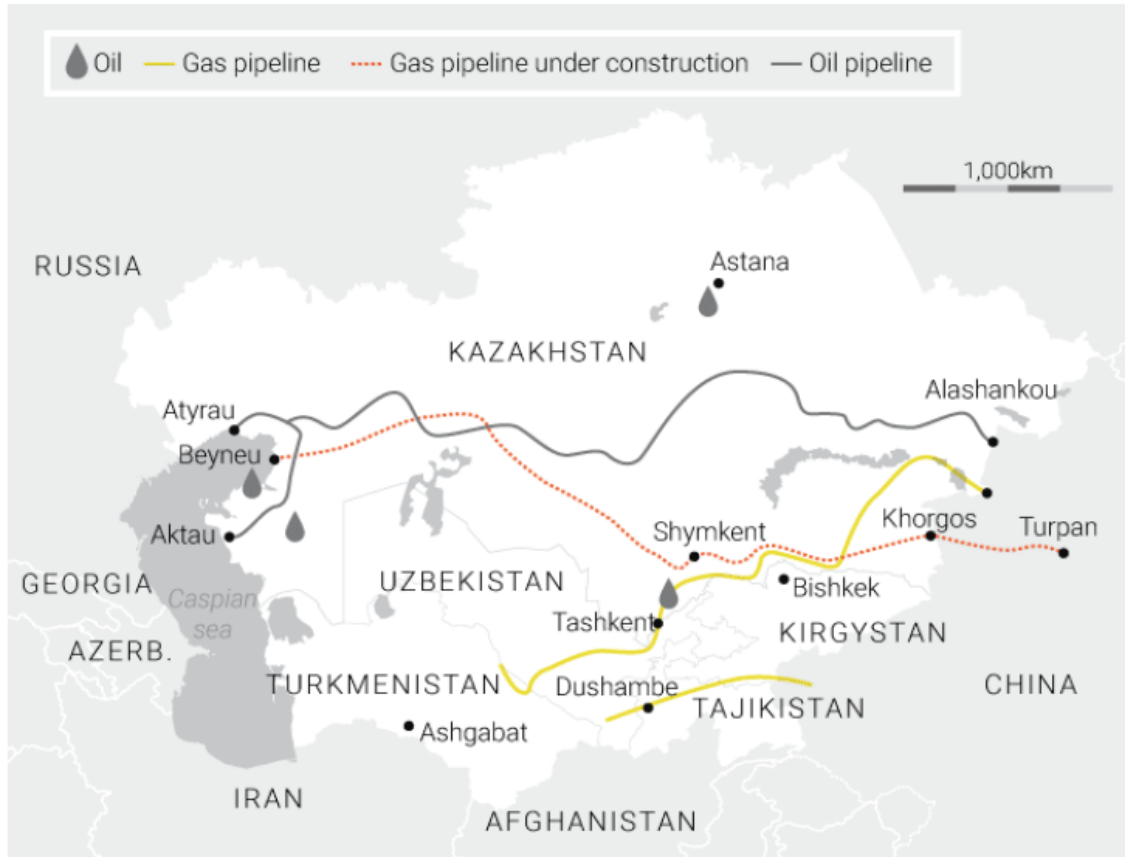 Oil Gas pipeline Gas pipeline under construction Oil pipeline
1,000km
RUSSIA
Astana
KAZAKHSTAN
Alashankou
Atyrau
Beyneu
Aktau
Shymkent
Khorgos
Turpan
GEORGIA
UZBEKISTAN
Bishkek
Caspian
sea
Tashkent
KIRGYSTAN
AZERB.
TURKMENISTAN
Dushambe
TAJIKISTAN
CHINA
Ashgabat
IRAN
AFGHANISTAN